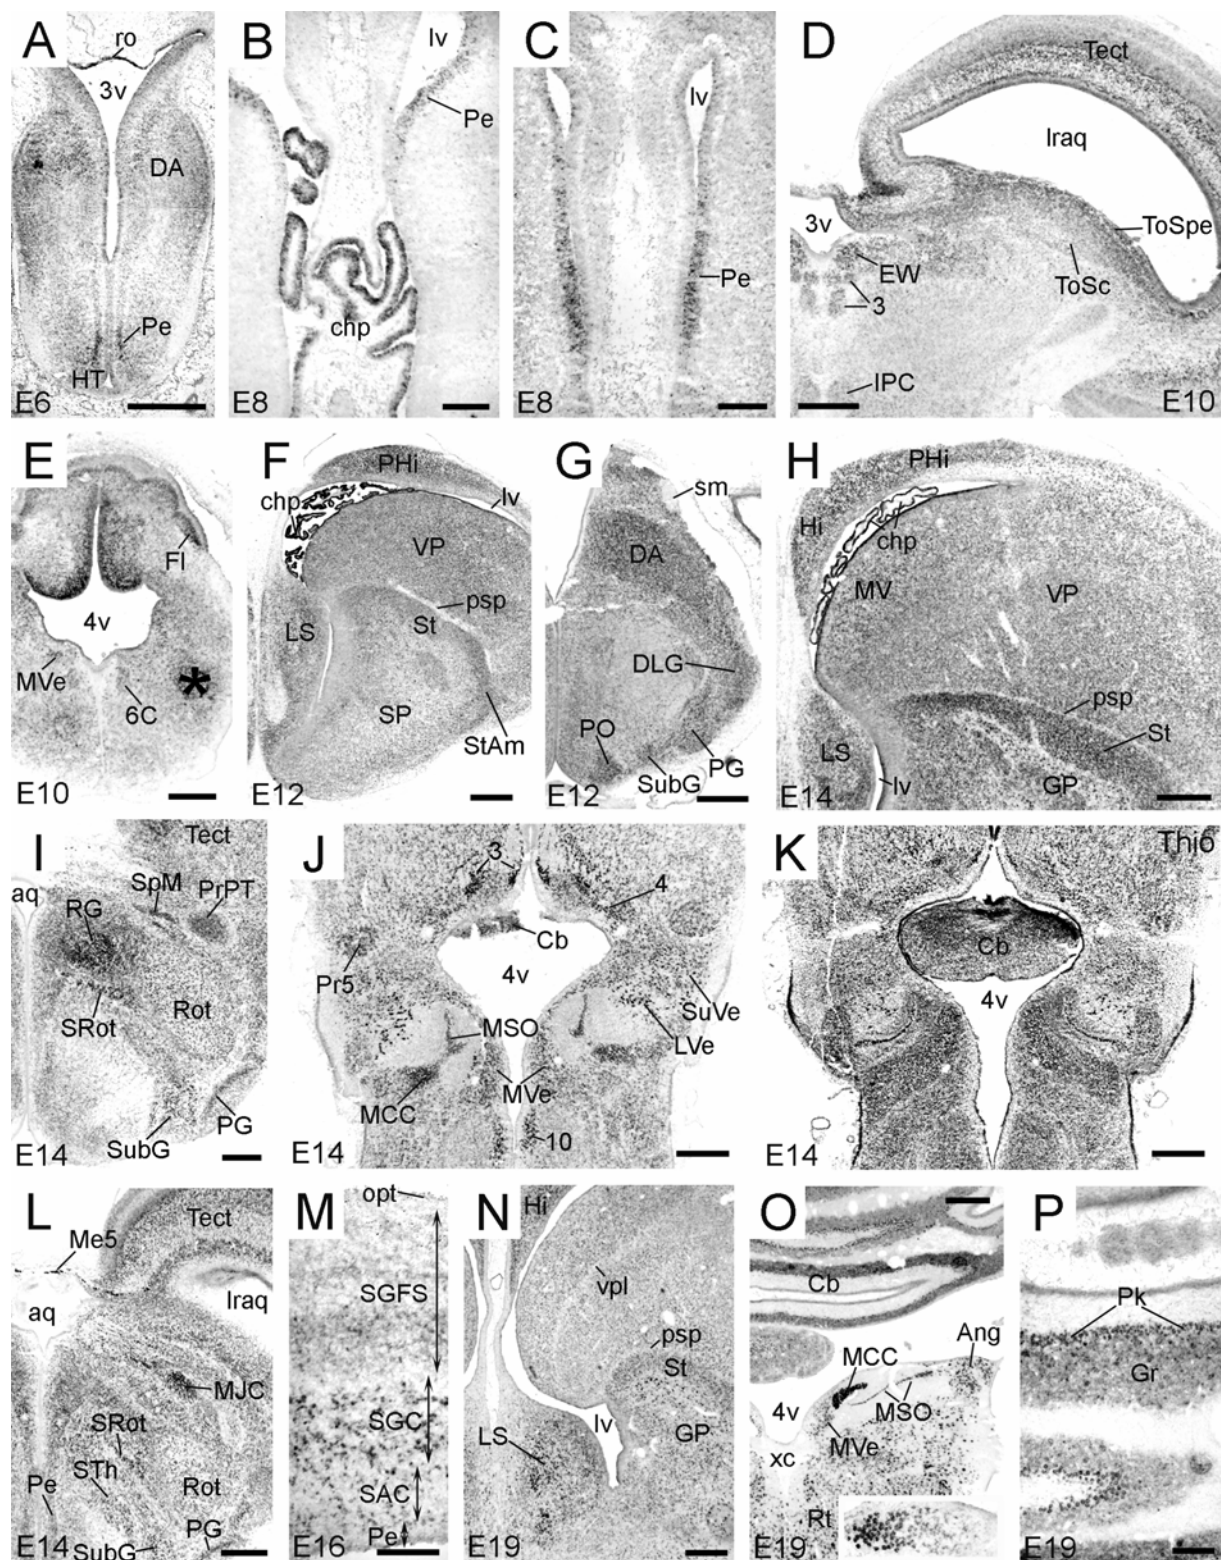 A
ro
3v
DA
Pe
HT
E6
B
lv
Pe
chp
E8
C
lv
Pe
E8
D
Tect
lraq
3v
ToSpe
EW
ToSc
3
IPC
E10
E
Fl
4v
MVe
*
6C
E10
F
PHi
chp
lv
VP
psp
LS
St
SP
StAm
E12
G
sm
DA
DLG
PO
SubG
PG
E12
H
PHi
Hi
chp
MV
VP
psp
St
LS
lv
GP
E14
I
Tect
aq
SpM
PrPT
RG
SRot
Rot
SubG
PG
E14
J
3
4
Cb
4v
Pr5
SuVe
MSO
LVe
MVe
MCC
10
E14
K
Thio
Cb
4v
E14
L
Tect
Me5
aq
lraq
MJC
SRot
STh
Rot
Pe
PG
SubG
E14
M
opt
SGFS
SGC
SAC
Pe
E16
N
Hi
vpl
psp
St
LS
lv
GP
E19
O
Cb
Ang
MCC
4v
MSO
MVe
xc
Rt
E19
P
Pk
Gr
E19